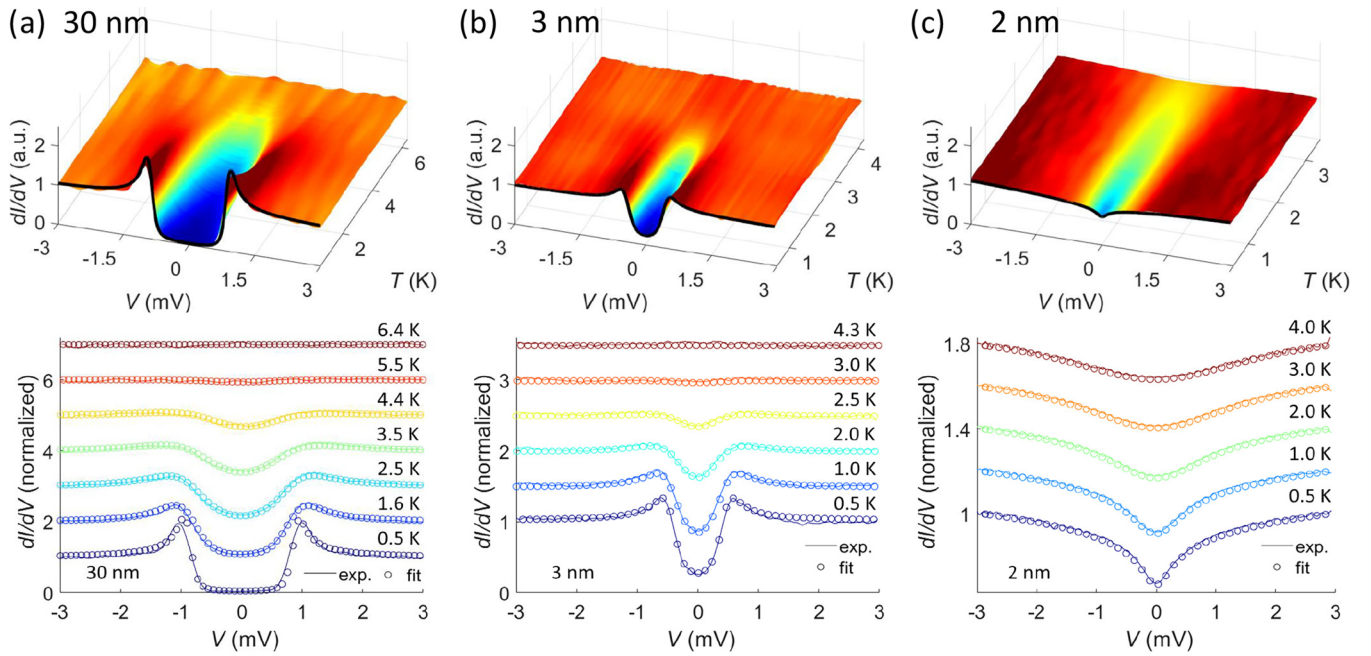 (a) 30 nm
dI/dV (a.u.)
2
1
0
-3
-1.5
0
1.5
3
V (mV)
2
4
6
T (K)
(b) 3 nm
dI/dV (a.u.)
2
1
0
-3
-1.5
0
1.5
3
V (mV)
1
2
3
4
T (K)
(c) 2 nm
dI/dV (a.u.)
2
1
0
-3
-1.5
0
1.5
3
V (mV)
1
2
3
T (K)
dI/dV (normalized)
6
4
2
0
6.4 K
5.5 K
4.4 K
3.5 K
2.5 K
1.6 K
0.5 K
30 nm
exp.
fit
-3 -2 -1 0 1 2 3
V (mV)
dI/dV (normalized)
3
2
1
0
4.3 K
3.0 K
2.5 K
2.0 K
1.0 K
0.5 K
3 nm
exp.
fit
-3 -2 -1 0 1 2 3
V (mV)
dI/dV (normalized)
1.8
1.4
1
4.0 K
3.0 K
2.0 K
1.0 K
0.5 K
2 nm
exp.
fit
-3 -2 -1 0 1 2 3
V (mV)